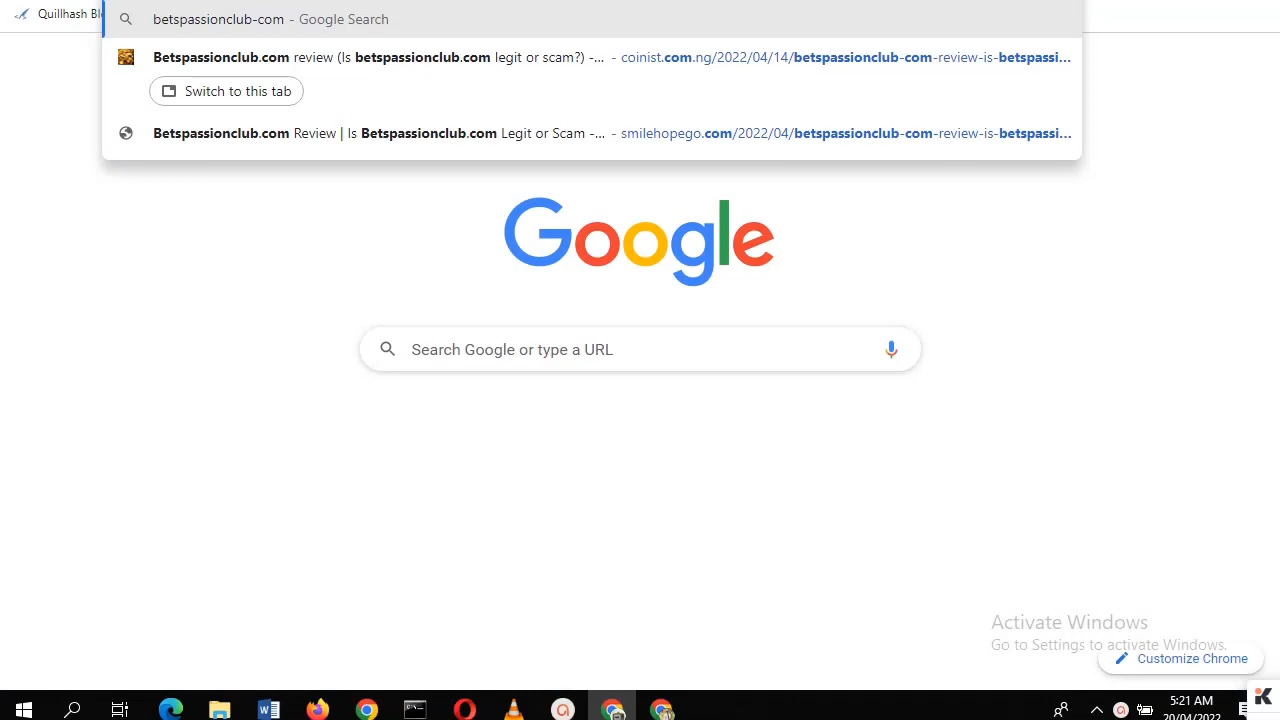 Quillhash Bl
betspassionclub-com - Google Search
Betspassionclub.com review (Is betspassionclub.com legit or scam?) -... - coinist.com.ng/2022/04/14/betspassionclub-com-review-is-betspassi...
Switch to this tab
Betspassionclub.com Review | Is Betspassionclub.com Legit or Scam -... - smilehopego.com/2022/04/betspassionclub-com-review-is-betspassi...
Google
Search Google or type a URL
Activate Windows
Go to Settings to activate Windows.
Customize Chrome
5:21 AM
20/04/2022